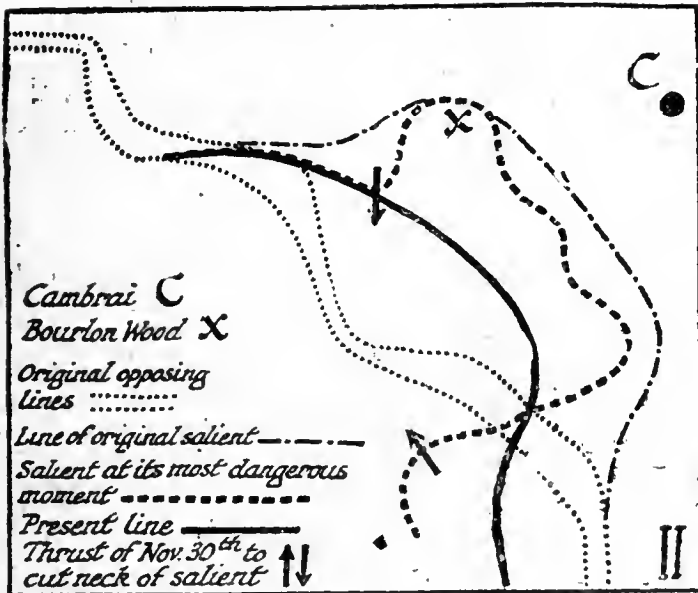 C
X
Cambrai C
Bourlon Wood X
Original opposing
lines
Line of original salient
Salient at its most dangerous
moment
Present line
Thrust of Nov. 30th to
cut neck of salient
II